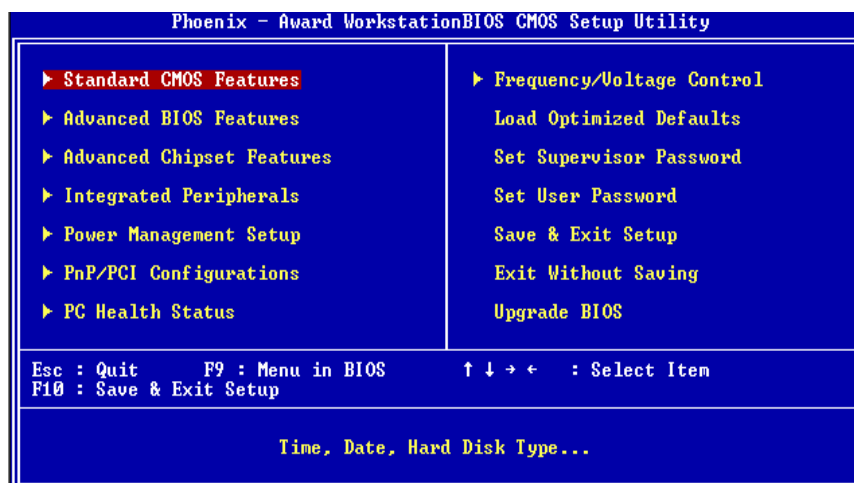 Phoenix - Award WorkstationBIOS CMOS Setup Utility
▶ Standard CMOS Features
▶ Advanced BIOS Features
▶ Advanced Chipset Features
▶ Integrated Peripherals
▶ Power Management Setup
▶ PnP/PCI Configurations
▶ PC Health Status
▶ Frequency/Voltage Control
Load Optimized Defaults
Set Supervisor Password
Set User Password
Save & Exit Setup
Exit Without Saving
Upgrade BIOS
Esc : Quit F9 : Menu in BIOS ↑ ↓ → ← : Select Item
F10 : Save & Exit Setup
Time, Date, Hard Disk Type...